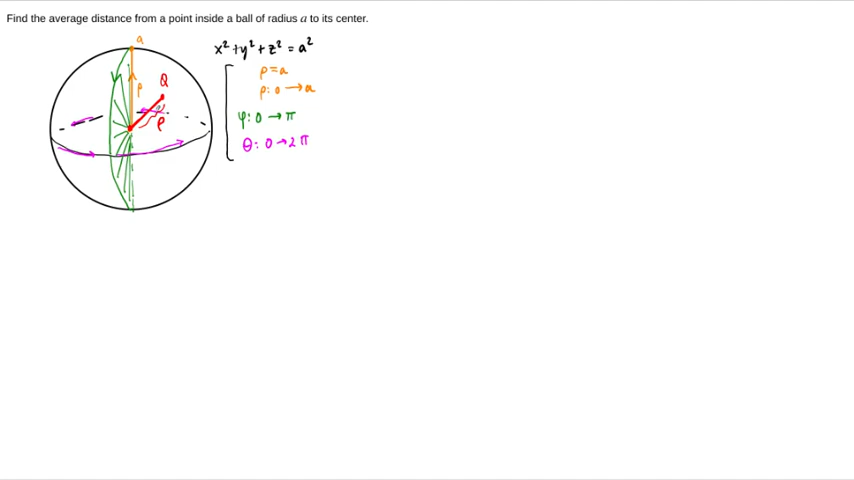 Find the average distance from a point inside a ball of radius a to its center.
a
x² + y² + z² = a²
ρ = a
ρ: 0 → a
Q
ρ
ρ
φ: 0 → π
θ: 0 → 2π